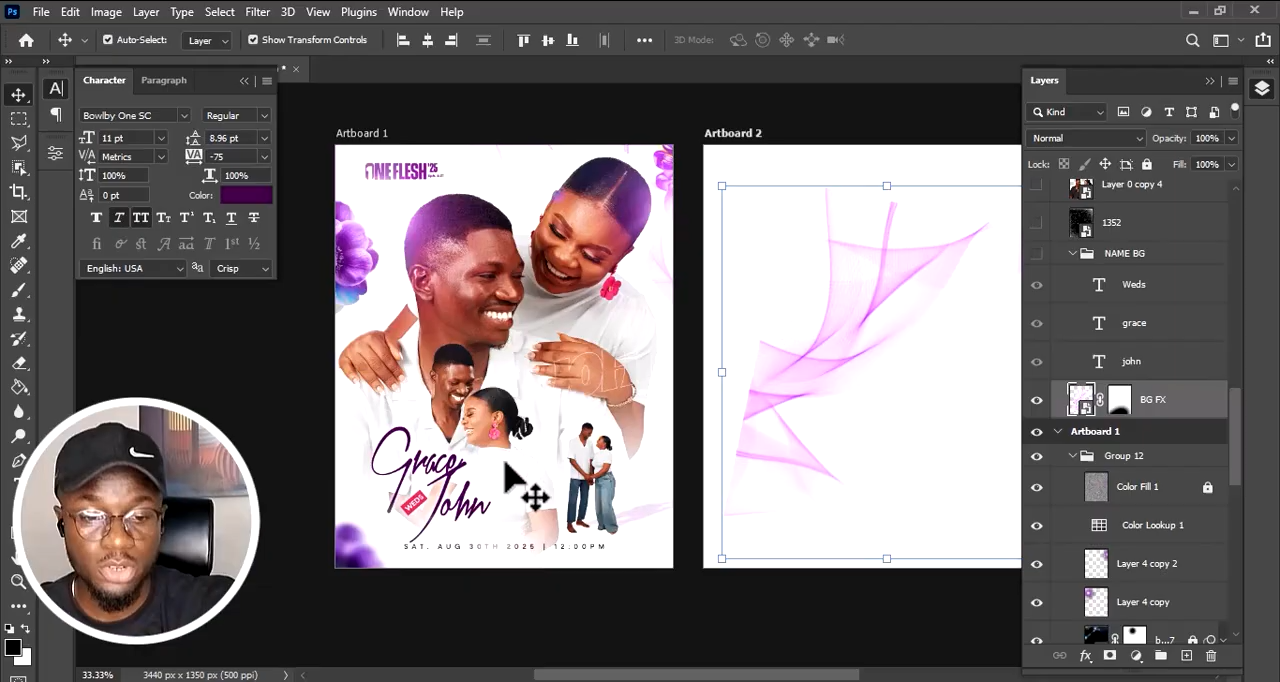 Ps File Edit Image Layer Type Select Filter 3D View Plugins Window Help
Auto-Select: Layer Show Transform Controls 3D Mode:
Character Paragraph
Bowlby One SC Regular
11 pt 8.96 pt
Metrics -75
100% 100%
0 pt Color:
English: USA Crisp
Artboard 1
Artboard 2
ONE FLESH '25
Grace
WEDS
John
SAT. AUG 30TH 2025 | 12:00PM
Layers
Kind
Normal Opacity: 100%
Lock: Fill: 100%
Layer 0 copy 4
1352
NAME BG
Weds
grace
john
BG FX
Artboard 1
Group 12
Color Fill 1
Color Lookup 1
Layer 4 copy 2
Layer 4 copy
33.33% 3440 px x 1350 px (500 ppi)